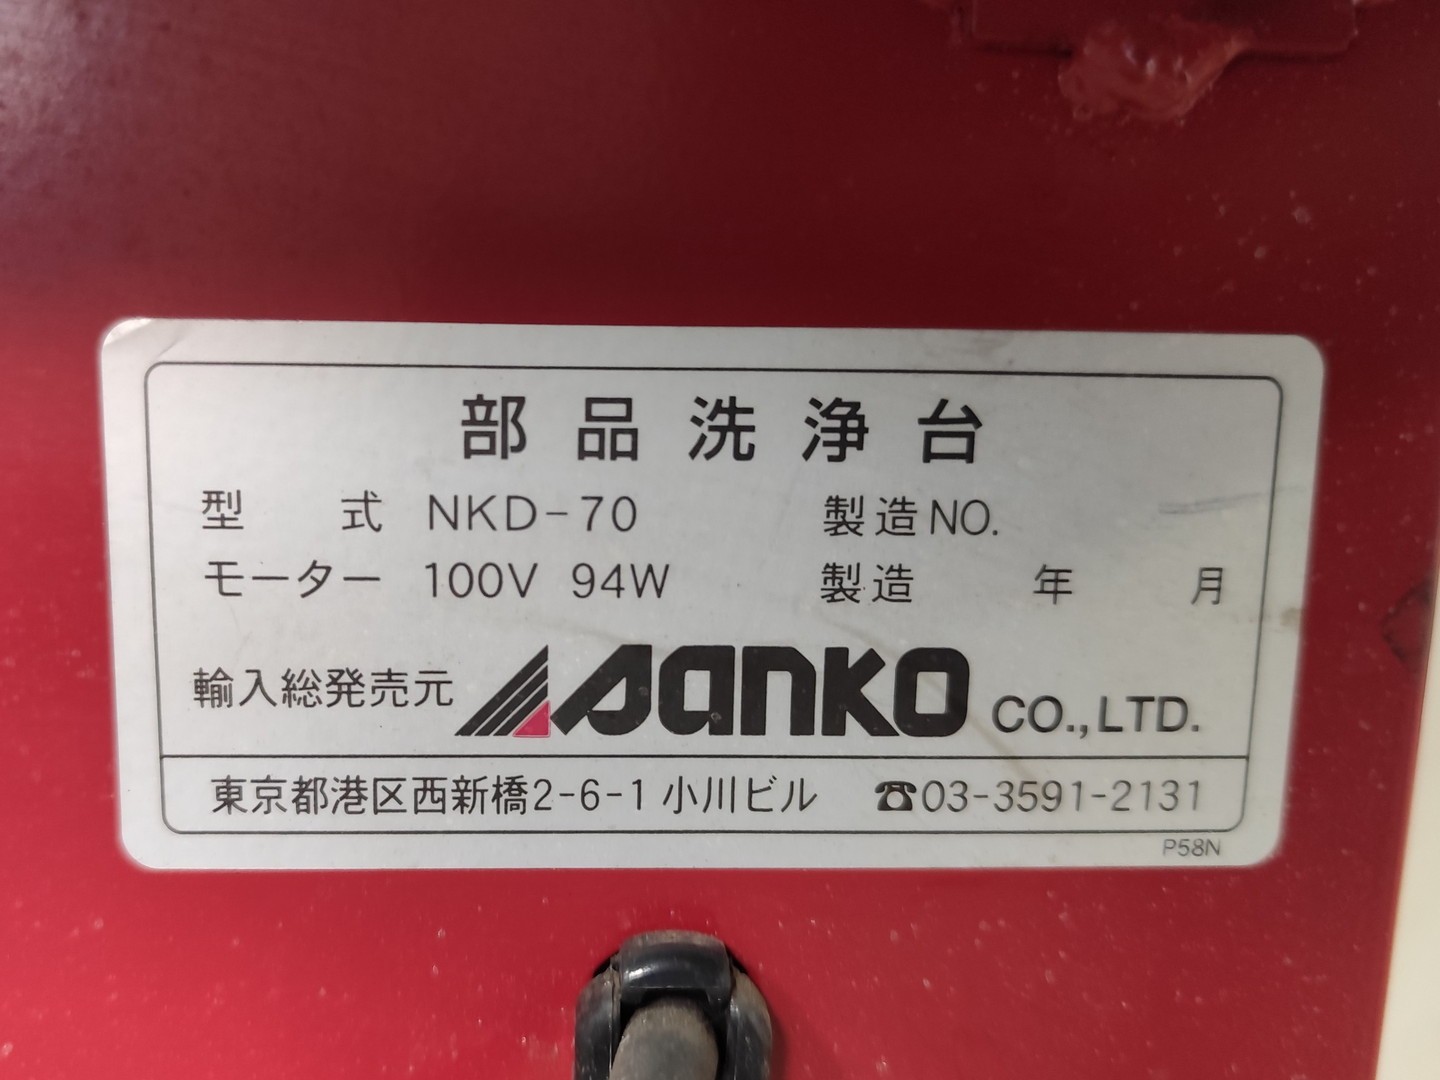 部品洗浄台
型式 NKD-70 製造NO.
モーター 100V 94W 製造 年 月
輸入総発売元 SANKO CO.,LTD.
東京都港区西新橋2-6-1 小川ビル ☎03-3591-2131
P58N